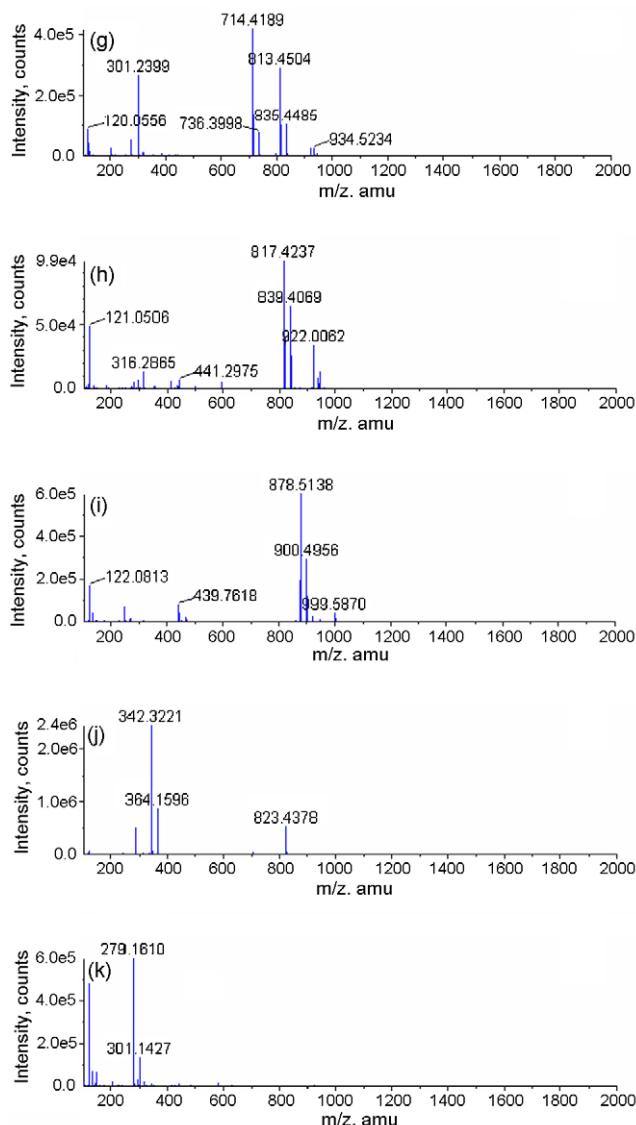 (g)
Intensity, counts
4.0e5
2.0e5
0.0
714.4189
813.4504
301.2399
120.0556
736.3998
835.4485
934.5234
200 400 600 800 1000 1200 1400 1600 1800 2000
m/z. amu
(h)
Intensity, counts
9.9e4
5.0e4
0.0
817.4237
839.4069
121.0506
922.0062
316.2865
441.2975
200 400 600 800 1000 1200 1400 1600 1800 2000
m/z. amu
(i)
Intensity, counts
6.0e5
4.0e5
2.0e5
0.0
878.5138
900.4956
122.0813
439.7618
999.5870
200 400 600 800 1000 1200 1400 1600 1800 2000
m/z. amu
(j)
Intensity, counts
2.4e6
2.0e6
1.0e6
0.0
342.3221
364.1596
823.4378
200 400 600 800 1000 1200 1400 1600 1800 2000
m/z. amu
(k)
Intensity, counts
6.0e5
4.0e5
2.0e5
0.0
279.1610
301.1427
200 400 600 800 1000 1200 1400 1600 1800 2000
m/z. amu